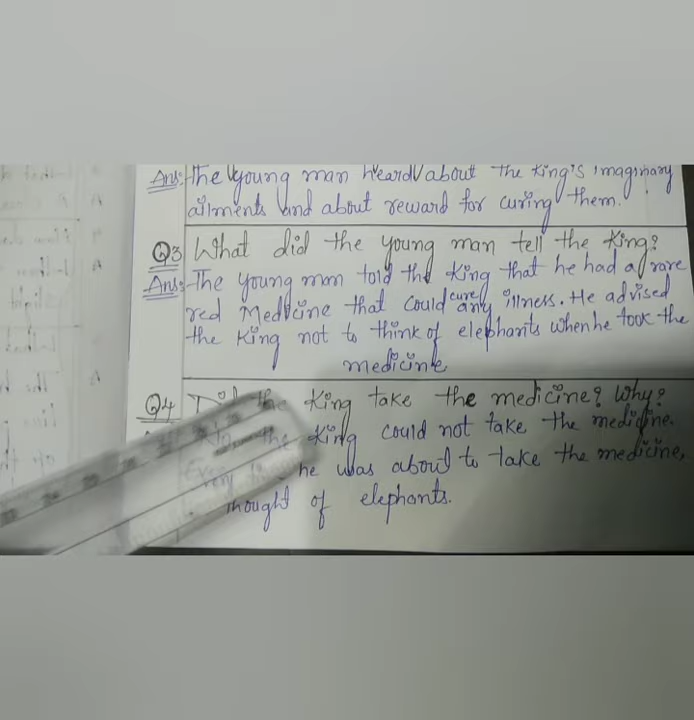 Ans: The young man heard about the King's imaginary
ailments and about reward for curing them.
Q3 What did the young man tell the King?
Ans: The young man told the King that he had a rare
red Medicine that could cure any illness. He advised
the King not to think of elephants when he took the
medicine
Q4 Did the King take the medicine? Why?
the King could not take the medicine.
Every he was about to take the medicine,
thought of elephants.